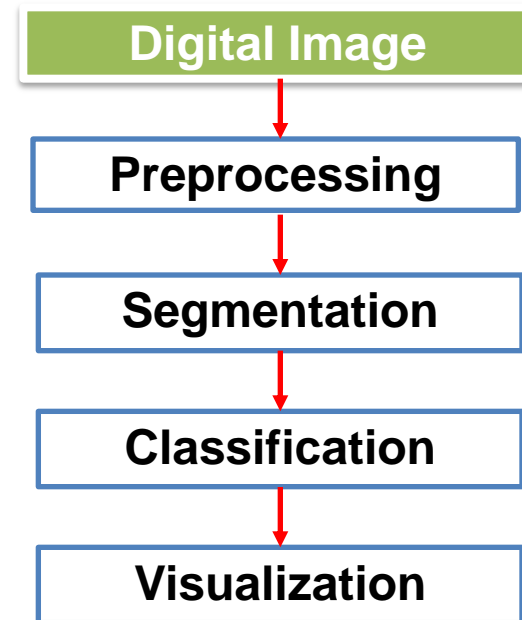 Digital Image
Preprocessing
Segmentation
Classification
Visualization